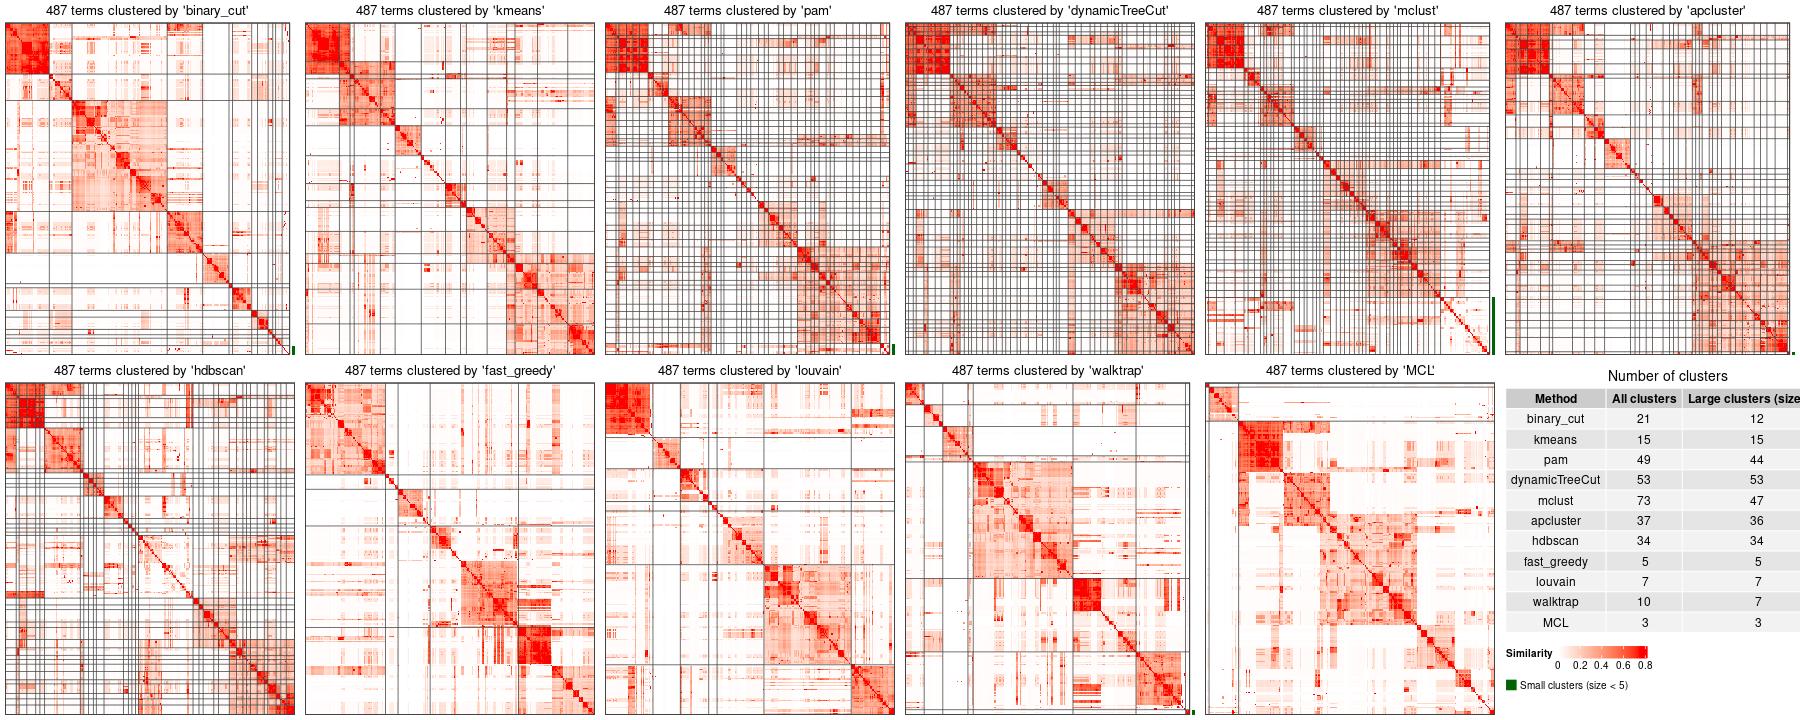 487 terms clustered by 'binary_cut'
487 terms clustered by 'kmeans'
487 terms clustered by 'pam'
487 terms clustered by 'dynamicTreeCut'
487 terms clustered by 'mclust'
487 terms clustered by 'apcluster'
487 terms clustered by 'hdbscan'
487 terms clustered by 'fast_greedy'
487 terms clustered by 'louvain'
487 terms clustered by 'walktrap'
487 terms clustered by 'MCL'
Number of clusters
Method All clusters Large clusters (size
binary_cut 21 12
kmeans 15 15
pam 49 44
dynamicTreeCut 53 53
mclust 73 47
apcluster 37 36
hdbscan 34 34
fast_greedy 5 5
louvain 7 7
walktrap 10 7
MCL 3 3
Similarity
0 0.2 0.4 0.6 0.8
Small clusters (size < 5)